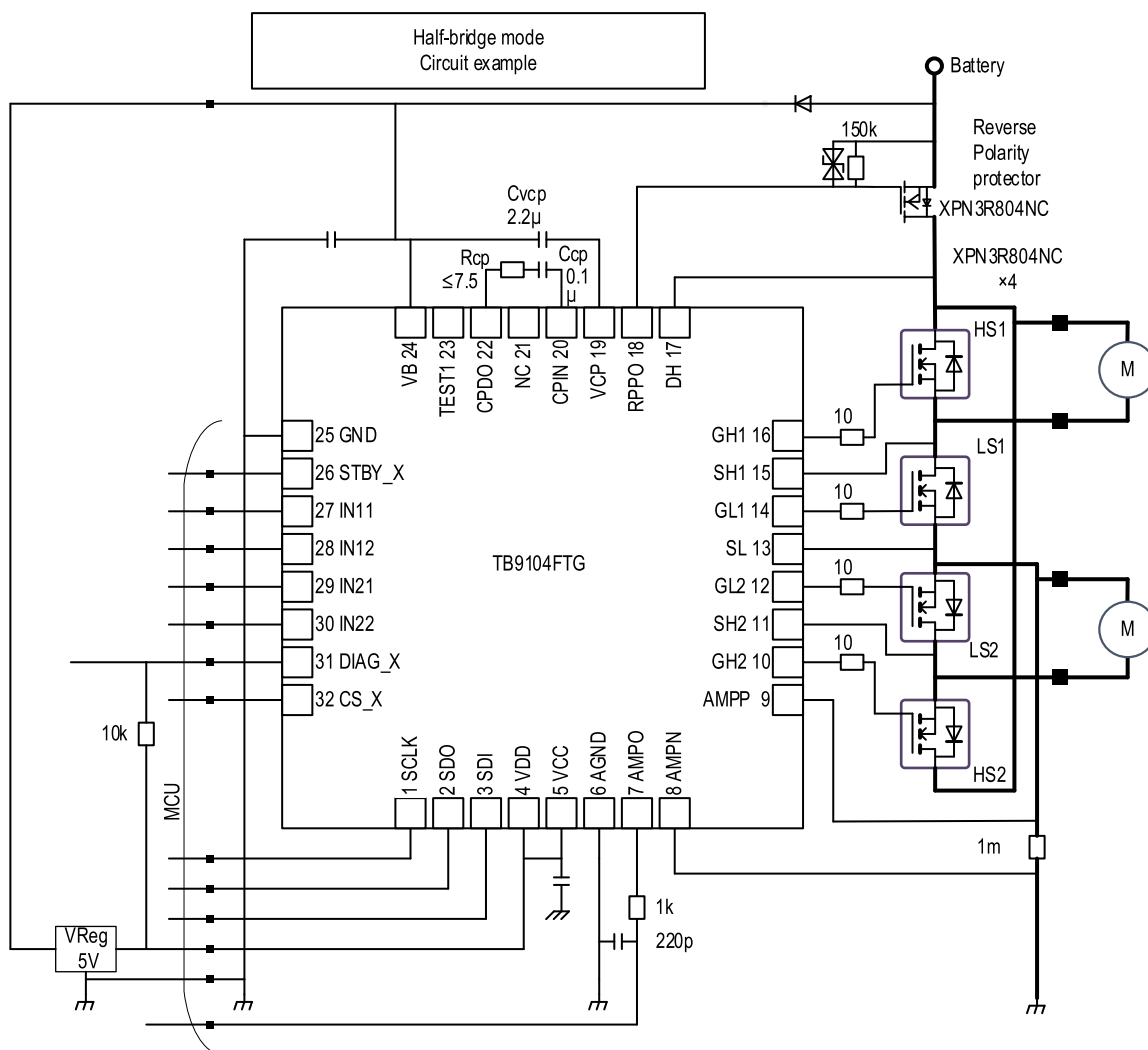 Half-bridge mode
Circuit example
Battery
150k
Reverse
Polarity
protector
XPN3R804NC
Cvcp
2.2µ
Rcp
≤7.5
Ccp
0.1
µ
XPN3R804NC
×4
VB 24
TEST1 23
CPDO 22
NC 21
CPIN 20
VCP 19
RPPO 18
DH 17
HS1
M
25 GND
26 STBY_X
27 IN11
28 IN12
29 IN21
30 IN22
31 DIAG_X
32 CS_X
TB9104FTG
GH1 16
SH1 15
GL1 14
SL 13
GL2 12
SH2 11
GH2 10
AMPP 9
10
10
10
10
LS1
M
LS2
HS2
10k
MCU
1 SCLK
2 SDO
3 SDI
4 VDD
5 VCC
6 AGND
7 AMPO
8 AMPN
1m
1k
220p
VReg
5V